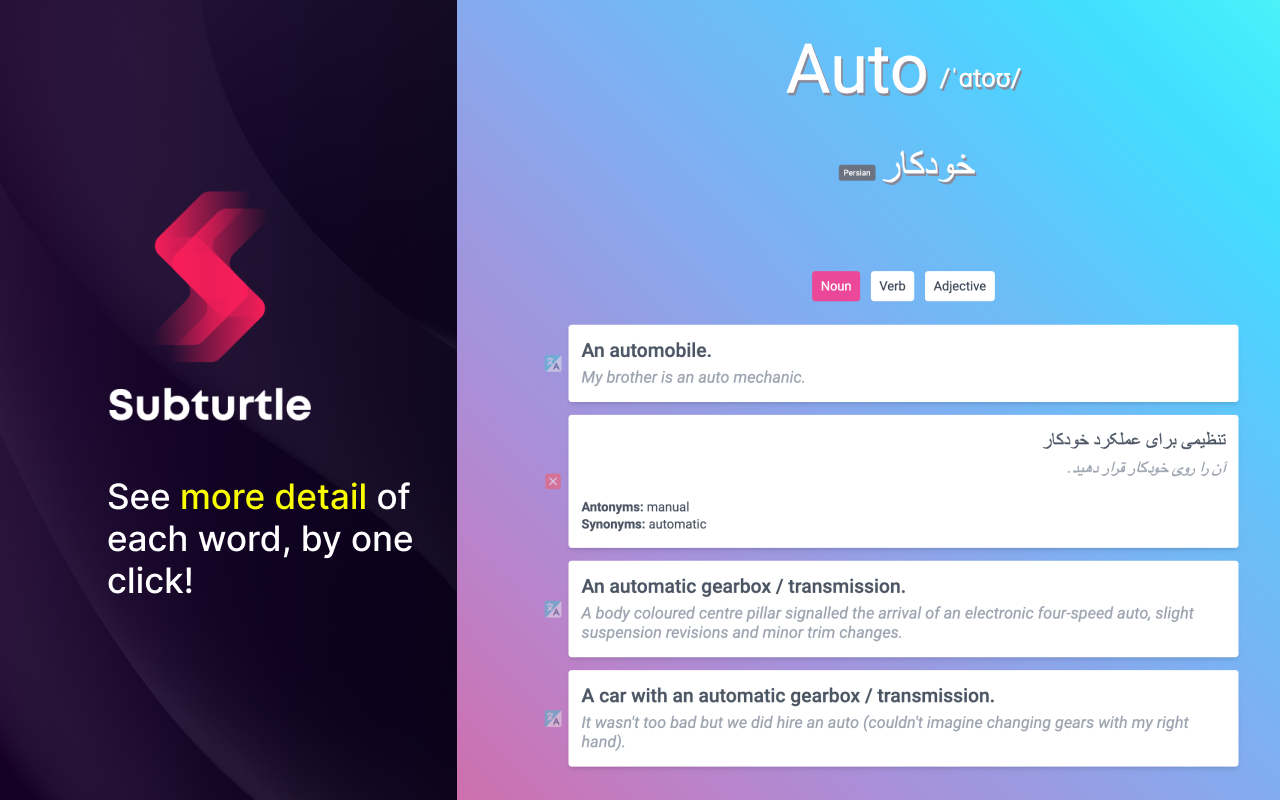 Subturtle
See more detail of
each word, by one
click!
Auto /ˈɑtoʊ/
Persian خودکار
Noun
Verb
Adjective
An automobile.
My brother is an auto mechanic.
تنظیمی برای عملکرد خودکار
آن را روی خودکار قرار دهید.
Antonyms: manual
Synonyms: automatic
An automatic gearbox / transmission.
A body coloured centre pillar signalled the arrival of an electronic four-speed auto, slight
suspension revisions and minor trim changes.
A car with an automatic gearbox / transmission.
It wasn't too bad but we did hire an auto (couldn't imagine changing gears with my right
hand).